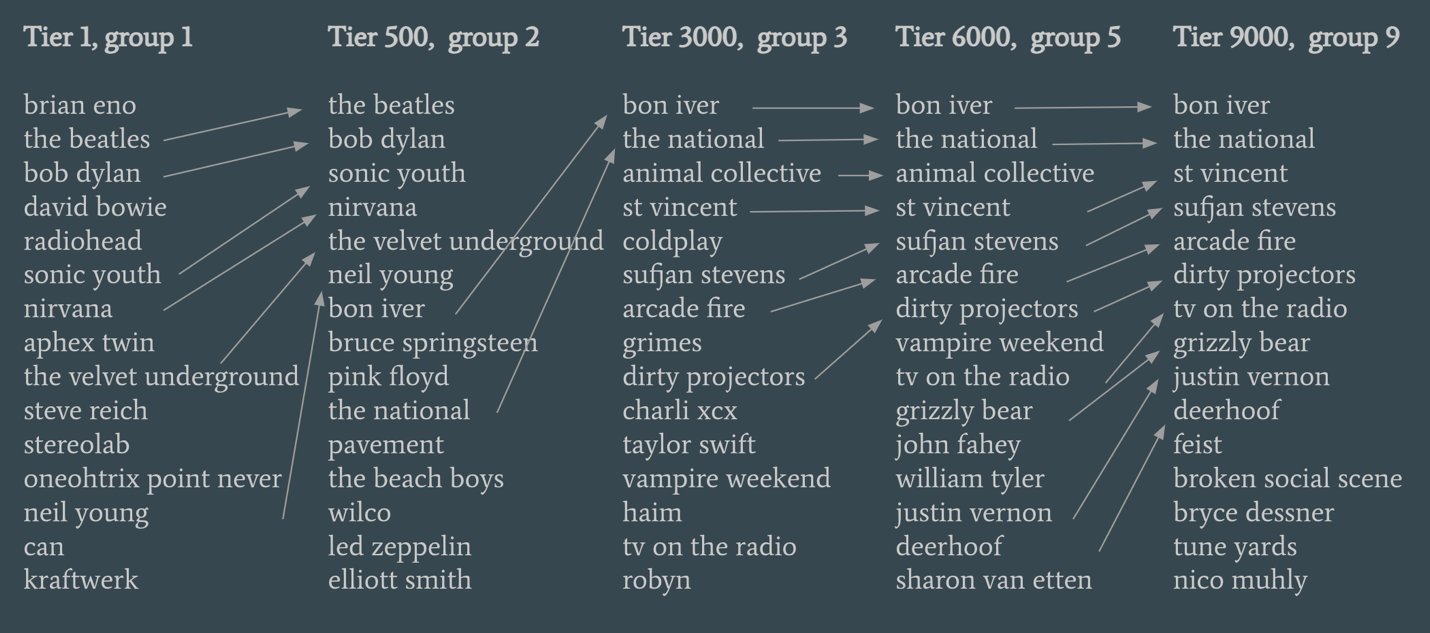 Tier 1, group 1
brian eno
the beatles
bob dylan
david bowie
radiohead
sonic youth
nirvana
aphex twin
the velvet underground
steve reich
stereolab
oneohtrix point never
neil young
can
kraftwerk
Tier 500, group 2
the beatles
bob dylan
sonic youth
nirvana
the velvet underground
neil young
bon iver
bruce springsteen
pink floyd
the national
pavement
the beach boys
wilco
led zeppelin
elliott smith
Tier 3000, group 3
bon iver
the national
animal collective
st vincent
coldplay
sufjan stevens
arcade fire
grimes
dirty projectors
charli xcx
taylor swift
vampire weekend
haim
tv on the radio
robyn
Tier 6000, group 5
bon iver
the national
animal collective
st vincent
sufjan stevens
arcade fire
dirty projectors
vampire weekend
tv on the radio
grizzly bear
john fahey
william tyler
justin vernon
deerhoof
sharon van etten
Tier 9000, group 9
bon iver
the national
st vincent
sufjan stevens
arcade fire
dirty projectors
tv on the radio
grizzly bear
justin vernon
deerhoof
feist
broken social scene
bryce dessner
tune yards
nico muhly